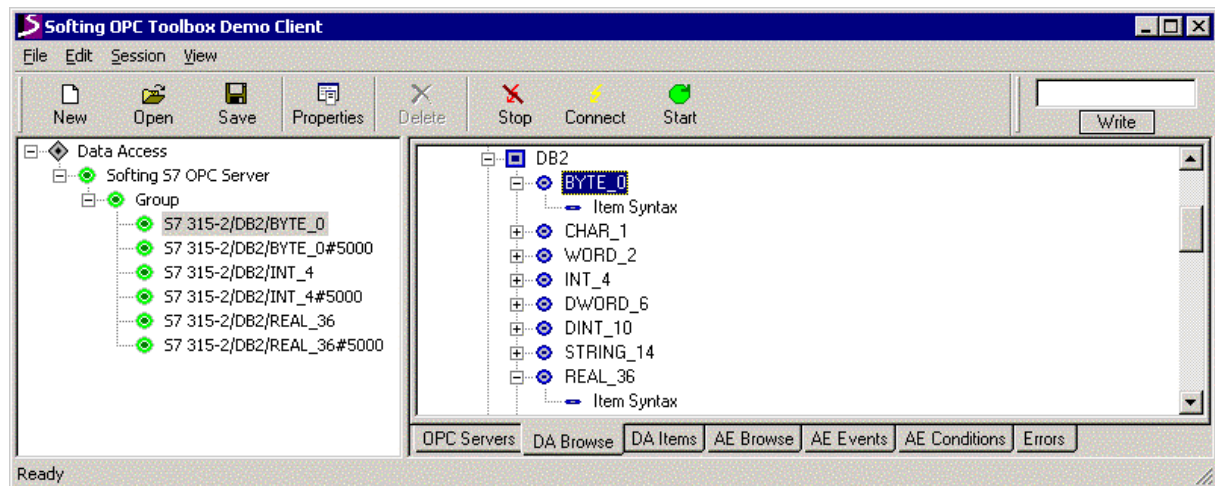 Softing OPC Toolbox Demo Client
File Edit Session View
New Open Save Properties Delete Stop Connect Start Write
Data Access
Softing S7 OPC Server
Group
S7 315-2/DB2/BYTE_0
S7 315-2/DB2/BYTE_0#5000
S7 315-2/DB2/INT_4
S7 315-2/DB2/INT_4#5000
S7 315-2/DB2/REAL_36
S7 315-2/DB2/REAL_36#5000
DB2
BYTE_0
Item Syntax
CHAR_1
WORD_2
INT_4
DWORD_6
DINT_10
STRING_14
REAL_36
Item Syntax
OPC Servers DA Browse DA Items AE Browse AE Events AE Conditions Errors
Ready